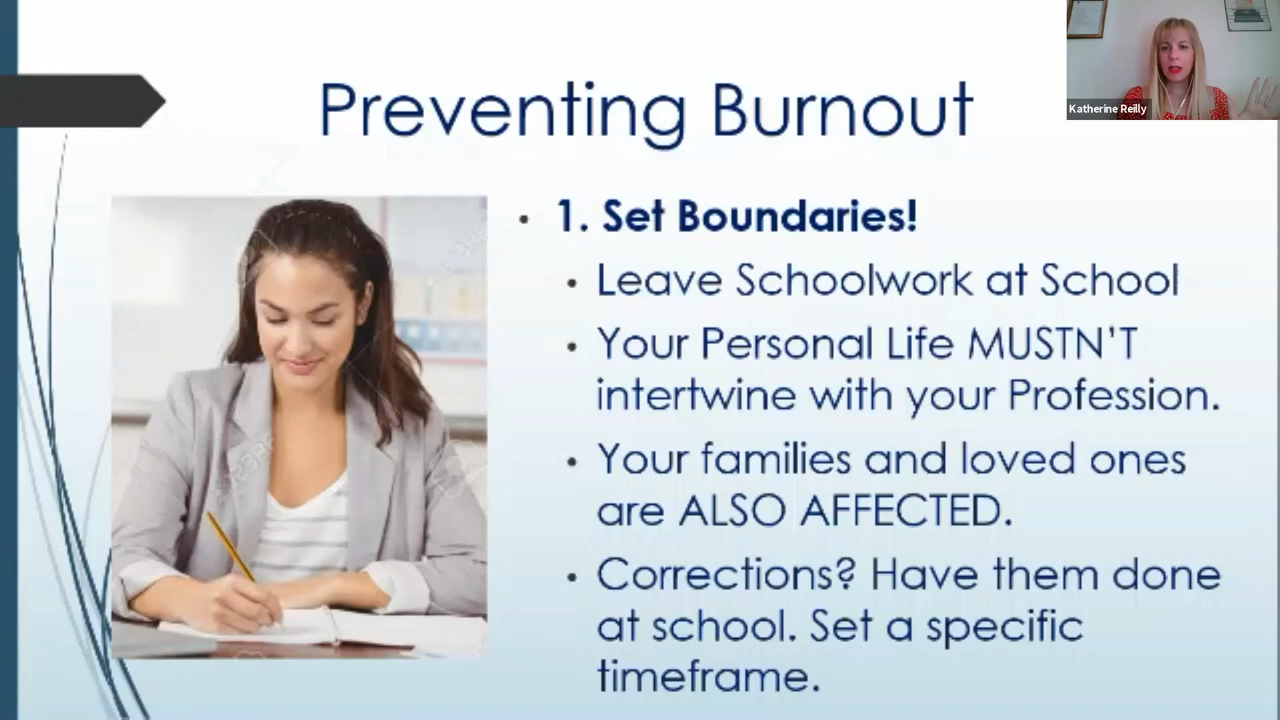 Preventing Burnout
Katherine Reilly
• 1. Set Boundaries!
• Leave Schoolwork at School
• Your Personal Life MUSTN'T
intertwine with your Profession.
• Your families and loved ones
are ALSO AFFECTED.
• Corrections? Have them done
at school. Set a specific
timeframe.